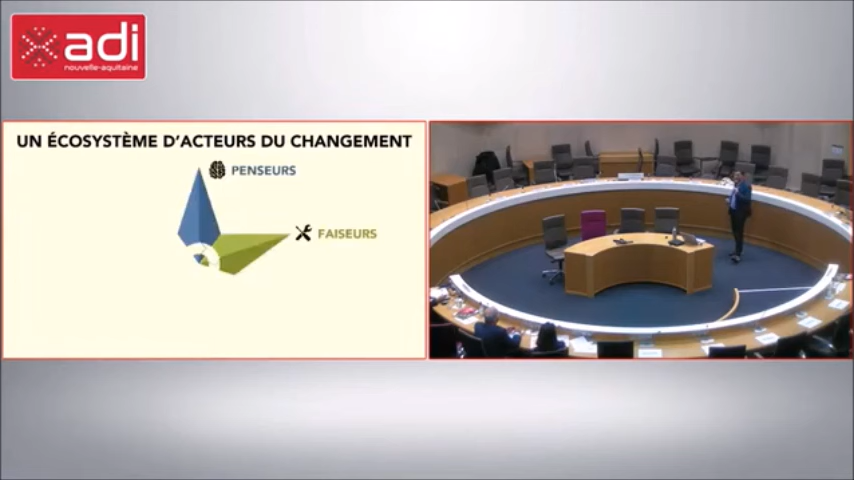 adi
nouvelle-aquitaine
UN ÉCOSYSTÈME D'ACTEURS DU CHANGEMENT
PENSEURS
FAISEURS